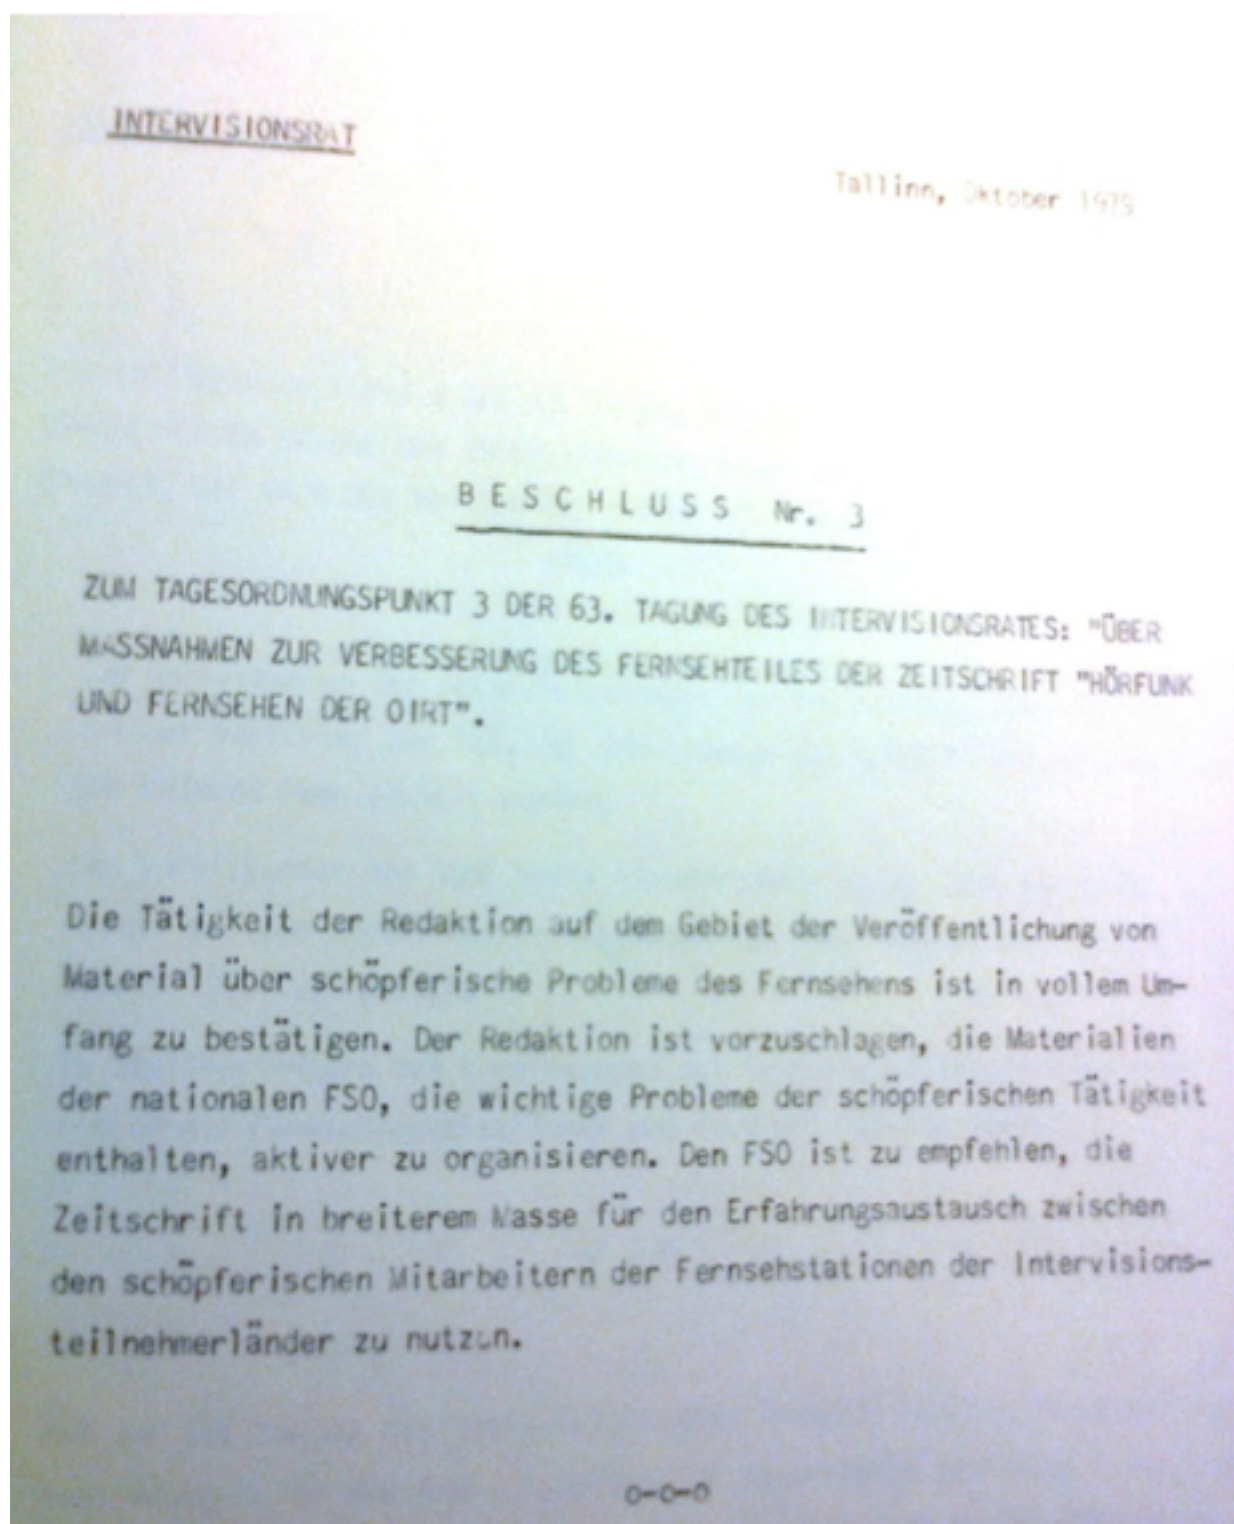 INTERVISIONSRAT
Tallinn, Oktober 1979
BESCHLUSS Nr. 3
ZUM TAGESORDNUNGSPUNKT 3 DER 63. TAGUNG DES INTERVISIONSRATES: "ÜBER
MASSNAHMEN ZUR VERBESSERUNG DES FERNSEHTEILES DER ZEITSCHRIFT "HÖRFUNK
UND FERNSEHEN DER OIRT".
Die Tätigkeit der Redaktion auf dem Gebiet der Veröffentlichung von
Material über schöpferische Probleme des Fernsehens ist in vollem Um-
fang zu bestätigen. Der Redaktion ist vorzuschlagen, die Materialien
der nationalen FSO, die wichtige Probleme der schöpferischen Tätigkeit
enthalten, aktiver zu organisieren. Den FSO ist zu empfehlen, die
Zeitschrift in breiterem Masse für den Erfahrungsaustausch zwischen
den schöpferischen Mitarbeitern der Fernsehstationen der Intervisions-
teilnehmerländer zu nutzen.
o-o-o